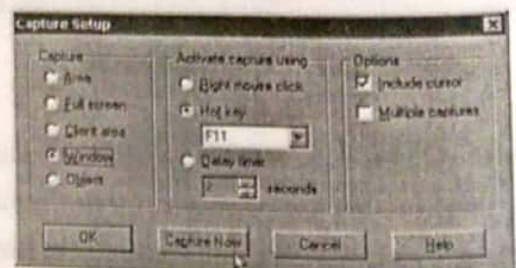 Capture Setup
Capture
Area
Full screen
Client area
Window
Object
Activate capture using
Right mouse click
Hot key
F11
Delay timer
2 seconds
Options
Include cursor
Multiple captures
OK
Capture Now
Cancel
Help